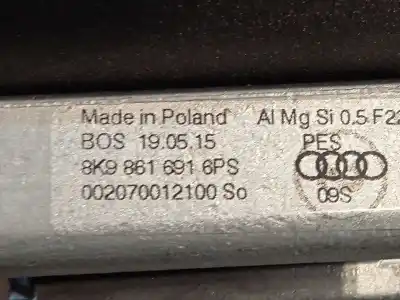 Made in Poland Al Mg Si 0.5 F22
BOS 19.05.15 PES
8K9 861 691 6PS
002070012100 So 09S